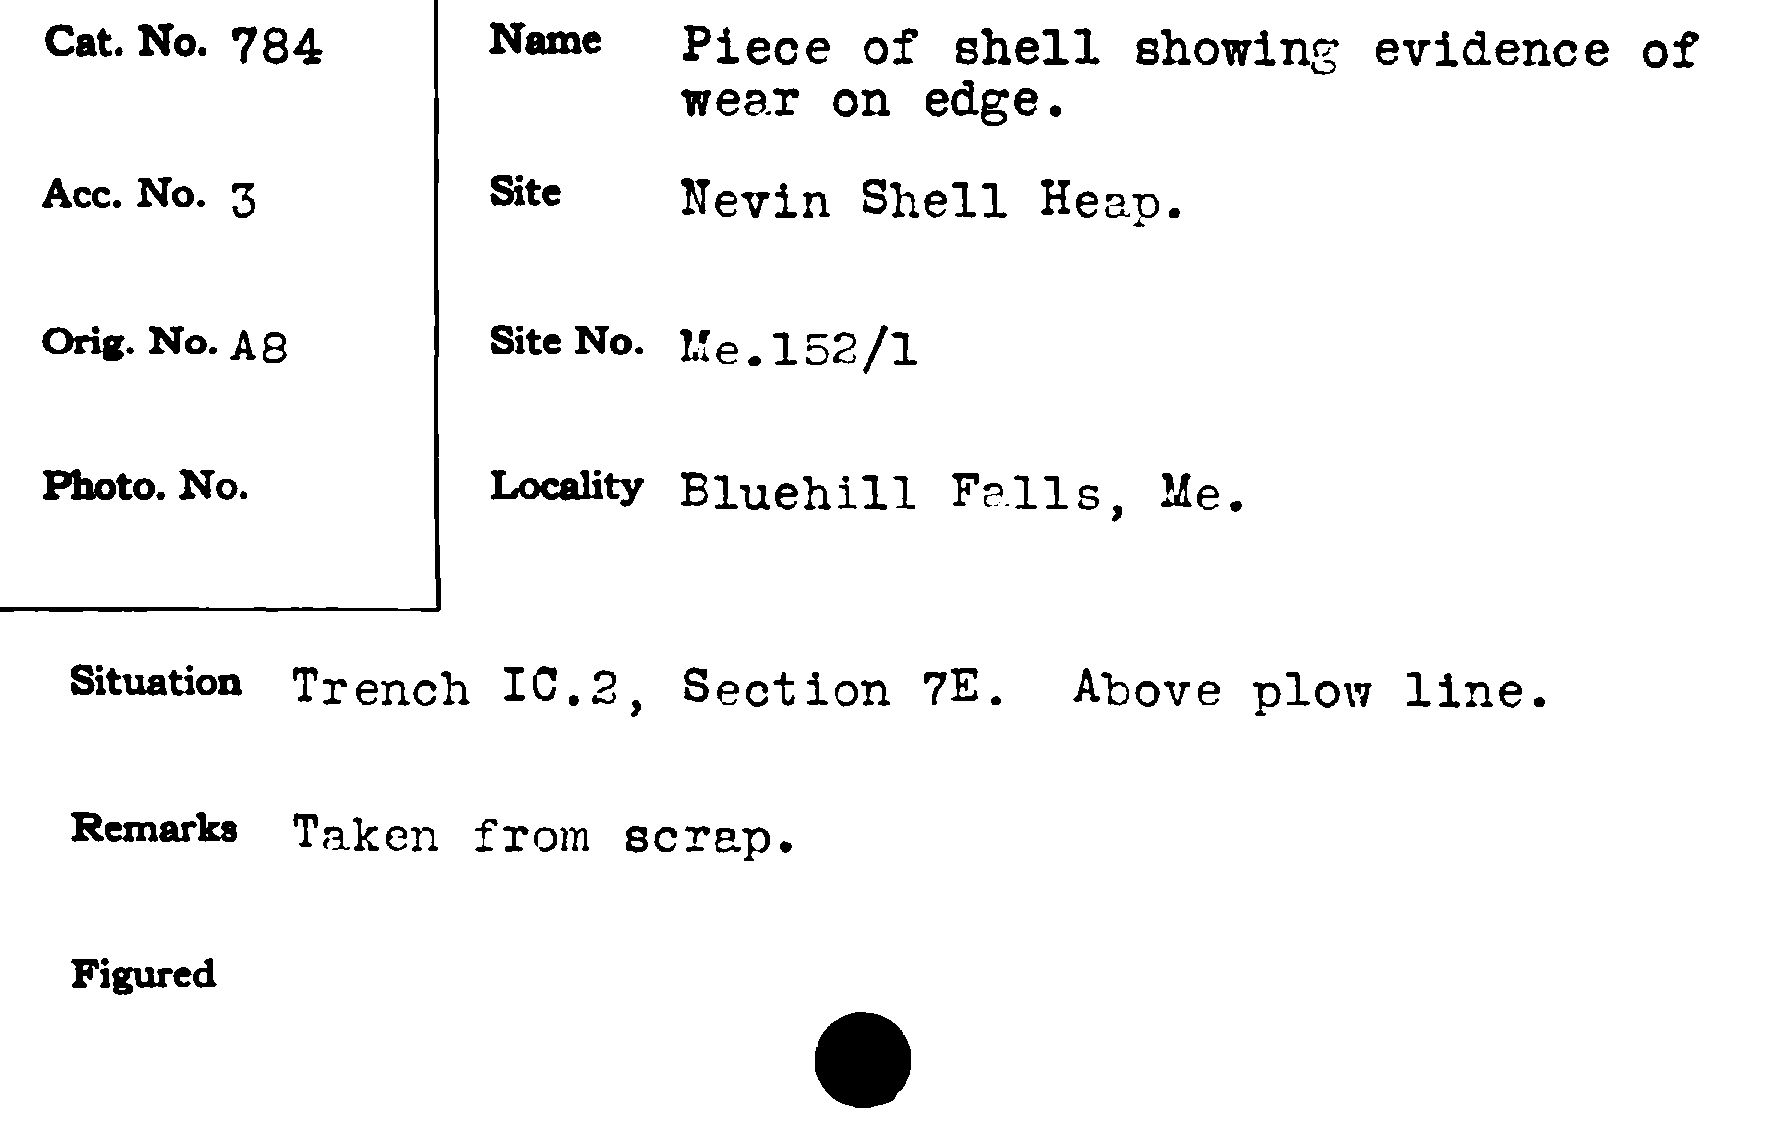 Cat. No. 784
Name Piece of shell showing evidence of
wear on edge.
Acc. No. 3
Site Nevin Shell Heap.
Orig. No. A8
Site No. Me.152/1
Photo. No.
Locality Bluehill Falls, Me.
Situation Trench IC.2, Section 7E. Above plow line.
Remarks Taken from scrap.
Figured